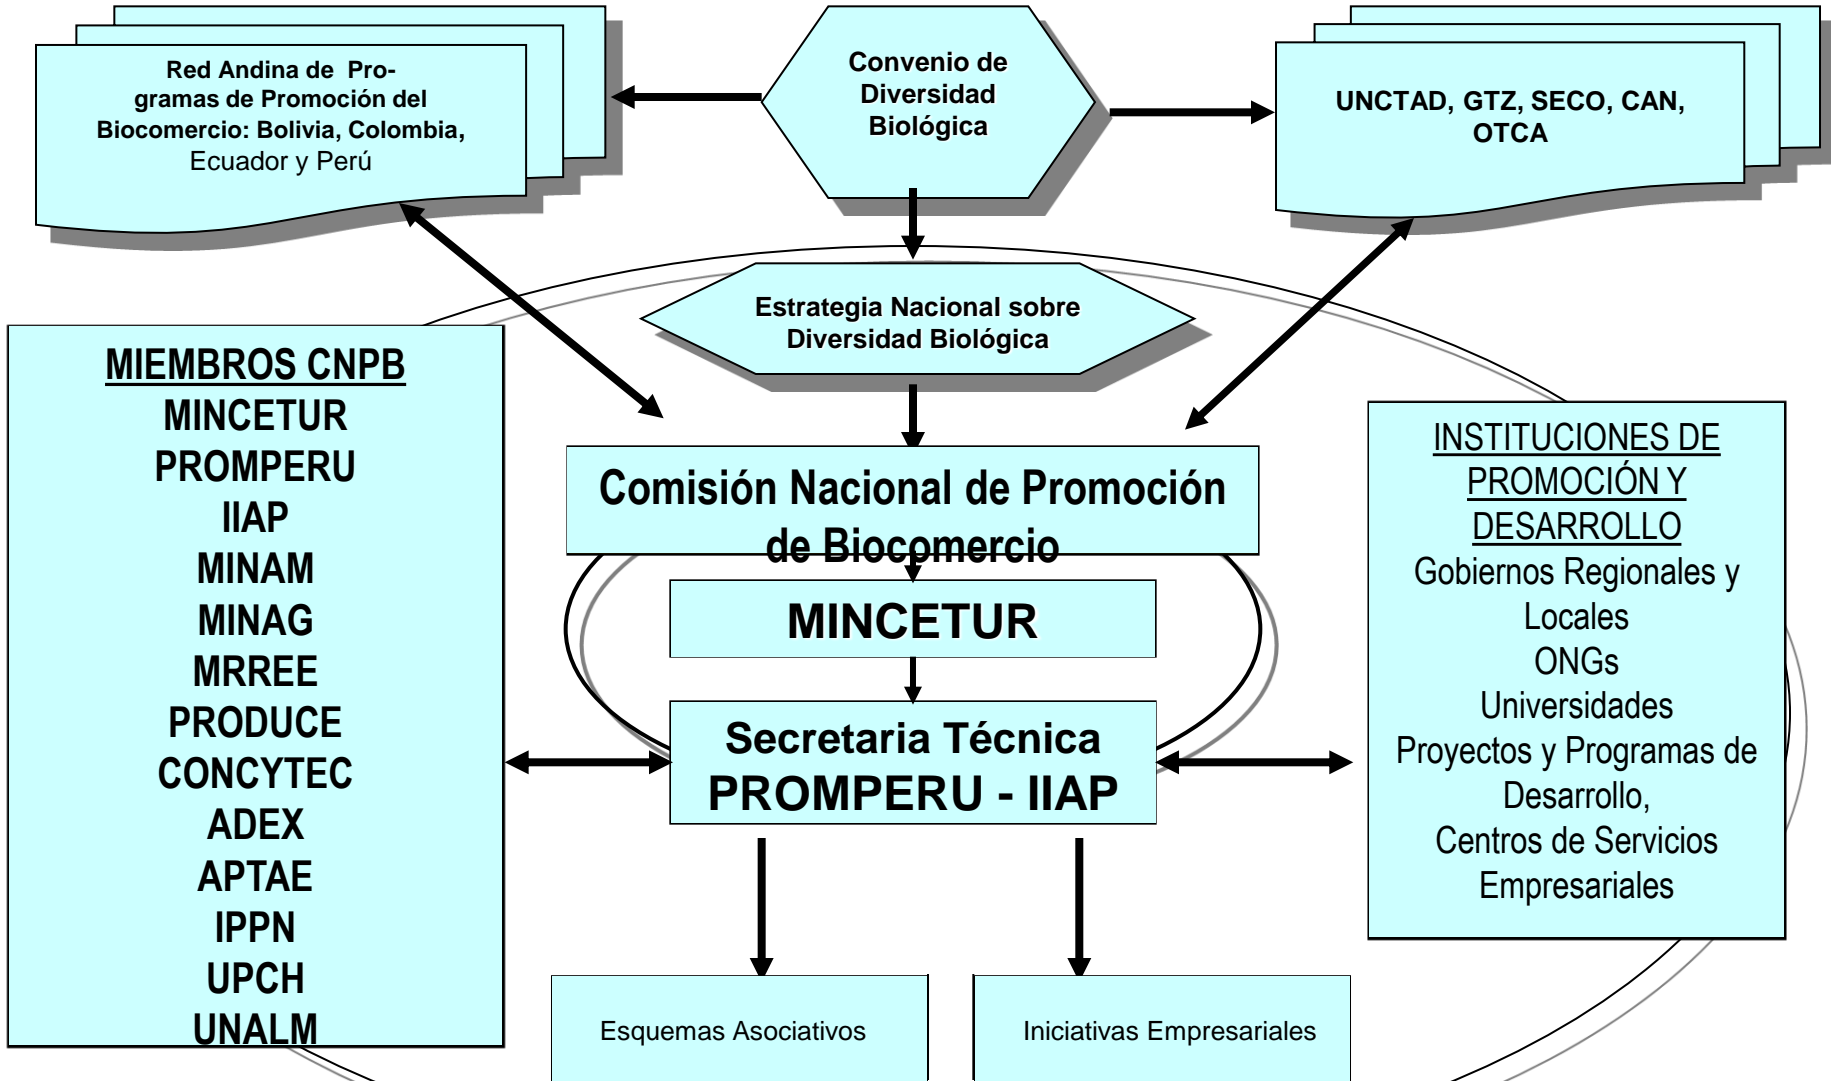 Red Andina de Pro-
gramas de Promoción del
Biocomercio: Bolivia, Colombia,
Ecuador y Perú
Convenio de
Diversidad
Biológica
UNCTAD, GTZ, SECO, CAN,
OTCA
Estrategia Nacional sobre
Diversidad Biológica
MIEMBROS CNPB
MINCETUR
PROMPERU
IIAP
MINAM
MINAG
MRREE
PRODUCE
CONCYTEC
ADEX
APTAE
IPPN
UPCH
UNALM
Comisión Nacional de Promoción
de Biocomercio
MINCETUR
Secretaria Técnica
PROMPERU - IIAP
INSTITUCIONES DE
PROMOCIÓN Y
DESARROLLO
Gobiernos Regionales y
Locales
ONGs
Universidades
Proyectos y Programas de
Desarrollo,
Centros de Servicios
Empresariales
Esquemas Asociativos
Iniciativas Empresariales